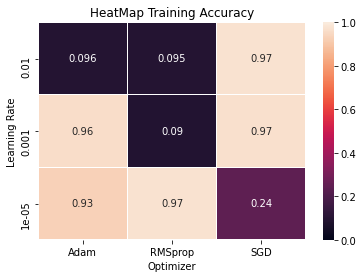 HeatMap Training Accuracy
1.0
0.01
0.096 0.095 0.97
0.8
0.6
Learning Rate
0.001
0.96 0.09 0.97
0.4
1e-05
0.93 0.97 0.24
0.2
0.0
Adam RMSprop SGD
Optimizer